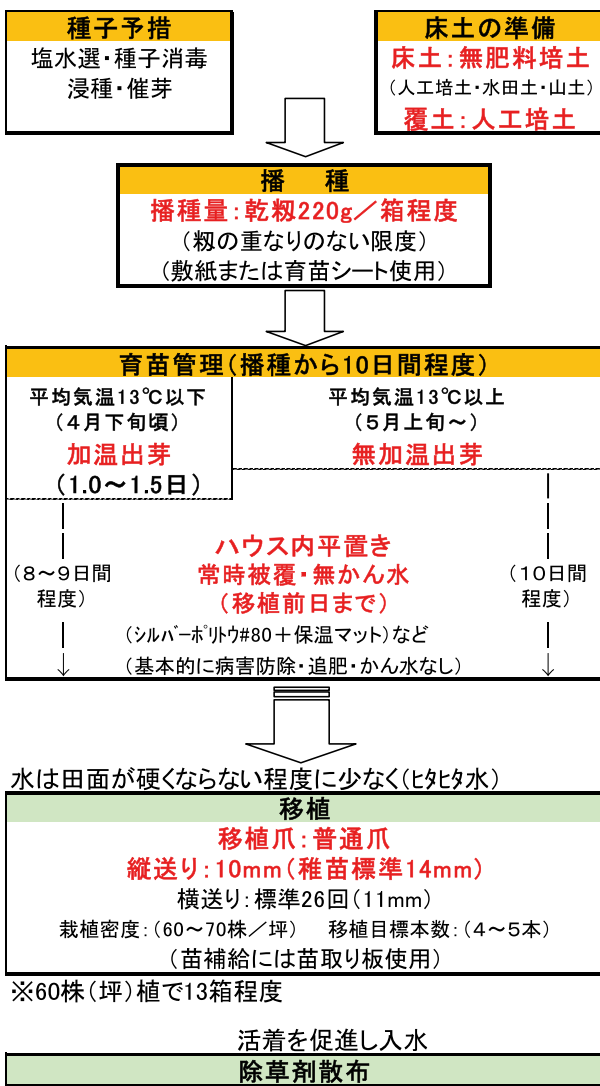 種子予措
塩水選・種子消毒
浸種・催芽
床土の準備
床土：無肥料培土
（人工培土・水田土・山土）
覆土：人工培土
播　種
播種量：乾籾220g／箱程度
（籾の重なりのない限度）
（敷紙または育苗シート使用）
育苗管理（播種から10日間程度）
平均気温13℃以下
（４月下旬頃）
加温出芽
（1.0～1.5日）
平均気温13℃以上
（５月上旬～）
無加温出芽
（８～９日間
程度）
ハウス内平置き
常時被覆・無かん水
（移植前日まで）
（ｼﾙﾊﾞｰﾎﾟﾘﾄｳ#80＋保温マット）など
（基本的に病害防除・追肥・かん水なし）
（１０日間
程度）
水は田面が硬くならない程度に少なく（ﾋﾀﾋﾀ水）
移植
移植爪：普通爪
縦送り：10mm（稚苗標準14mm）
横送り：標準26回（11mm）
栽植密度：（60～70株／坪）　移植目標本数：（４～５本）
（苗補給には苗取り板使用）
※60株（坪）植で13箱程度
活着を促進し入水
除草剤散布